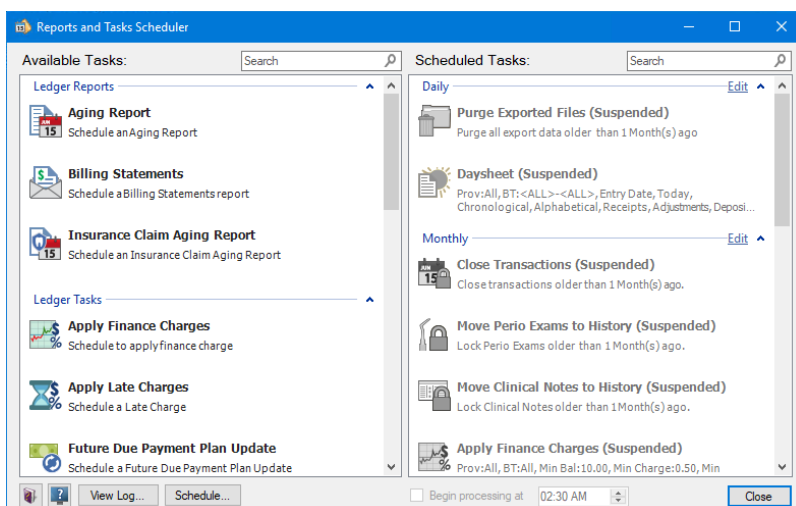 Reports and Tasks Scheduler
Available Tasks:
Search
Ledger Reports
Aging Report
Schedule an Aging Report
Billing Statements
Schedule a Billing Statements report
Insurance Claim Aging Report
Schedule an Insurance Claim Aging Report
Ledger Tasks
Apply Finance Charges
Schedule to apply finance charge
Apply Late Charges
Schedule a Late Charge
Future Due Payment Plan Update
Schedule a Future Due Payment Plan Update
View Log...
Schedule...
Scheduled Tasks:
Search
Daily
Edit
Purge Exported Files (Suspended)
Purge all export data older than 1 Month(s) ago
Daysheet (Suspended)
Prov:All, BT:<ALL>-<ALL>, Entry Date, Today,
Chronological, Alphabetical, Receipts, Adjustments, Deposi...
Monthly
Edit
Close Transactions (Suspended)
Close transactions older than 1 Month(s) ago.
Move Perio Exams to History (Suspended)
Lock Perio Exams older than 1 Month(s) ago.
Move Clinical Notes to History (Suspended)
Lock Clinical Notes older than 1 Month(s) ago.
Apply Finance Charges (Suspended)
Prov:All, BT:All, Min Bal:10.00, Min Charge:0.50, Min
Begin processing at
02:30 AM
Close